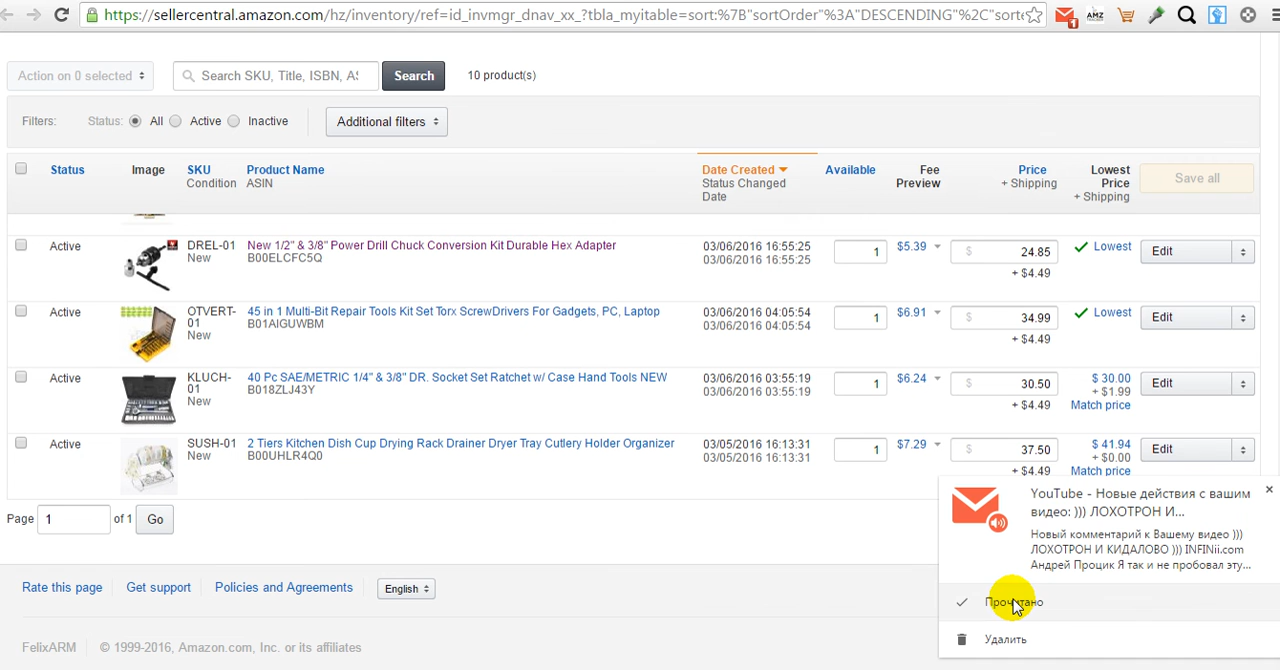 https://sellercentral.amazon.com/hz/inventory/ref=id_invmgr_dnav_xx_?tbla_myitable=sort:%7B"sortOrder"%3A"DESCENDING"%2C"sorte
1
AMZ
Action on 0 selected
Search SKU, Title, ISBN, AS
Search
10 product(s)
Filters:
Status:
All
Active
Inactive
Additional filters
Status
Image
SKU
Condition
Product Name
ASIN
Date Created
Status Changed
Date
Available
Fee
Preview
Price
+ Shipping
Lowest
Price
+ Shipping
Save all
Active
DREL-01
New
New 1/2" & 3/8" Power Drill Chuck Conversion Kit Durable Hex Adapter
B00ELCFC5Q
03/06/2016 16:55:25
03/06/2016 16:55:25
1
$5.39
$ 24.85
+ $4.49
Lowest
Edit
Active
OTVERT-
01
New
45 in 1 Multi-Bit Repair Tools Kit Set Torx ScrewDrivers For Gadgets, PC, Laptop
B01AIGUWBM
03/06/2016 04:05:54
03/06/2016 04:05:54
1
$6.91
$ 34.99
+ $4.49
Lowest
Edit
Active
KLUCH-
01
New
40 Pc SAE/METRIC 1/4" & 3/8" DR. Socket Set Ratchet w/ Case Hand Tools NEW
B018ZLJ43Y
03/06/2016 03:55:19
03/06/2016 03:55:19
1
$6.24
$ 30.50
+ $4.49
$ 30.00
+ $1.99
Match price
Edit
Active
SUSH-01
New
2 Tiers Kitchen Dish Cup Drying Rack Drainer Dryer Tray Cutlery Holder Organizer
B00UHLR4Q0
03/05/2016 16:13:31
03/05/2016 16:13:31
1
$7.29
$ 37.50
+ $4.49
$ 41.94
+ $0.00
Match price
Edit
Page 1 of 1 Go
YouTube - Новые действия с вашим
видео: ))) ЛОХОТРОН И...
Новый комментарий к Вашему видео )))
ЛОХОТРОН И КИДАЛОВО ))) INFINii.com
Андрей Процик Я так и не пробовал эту...
Прочитано
Удалить
Rate this page
Get support
Policies and Agreements
English
FelixARM
© 1999-2016, Amazon.com, Inc. or its affiliates